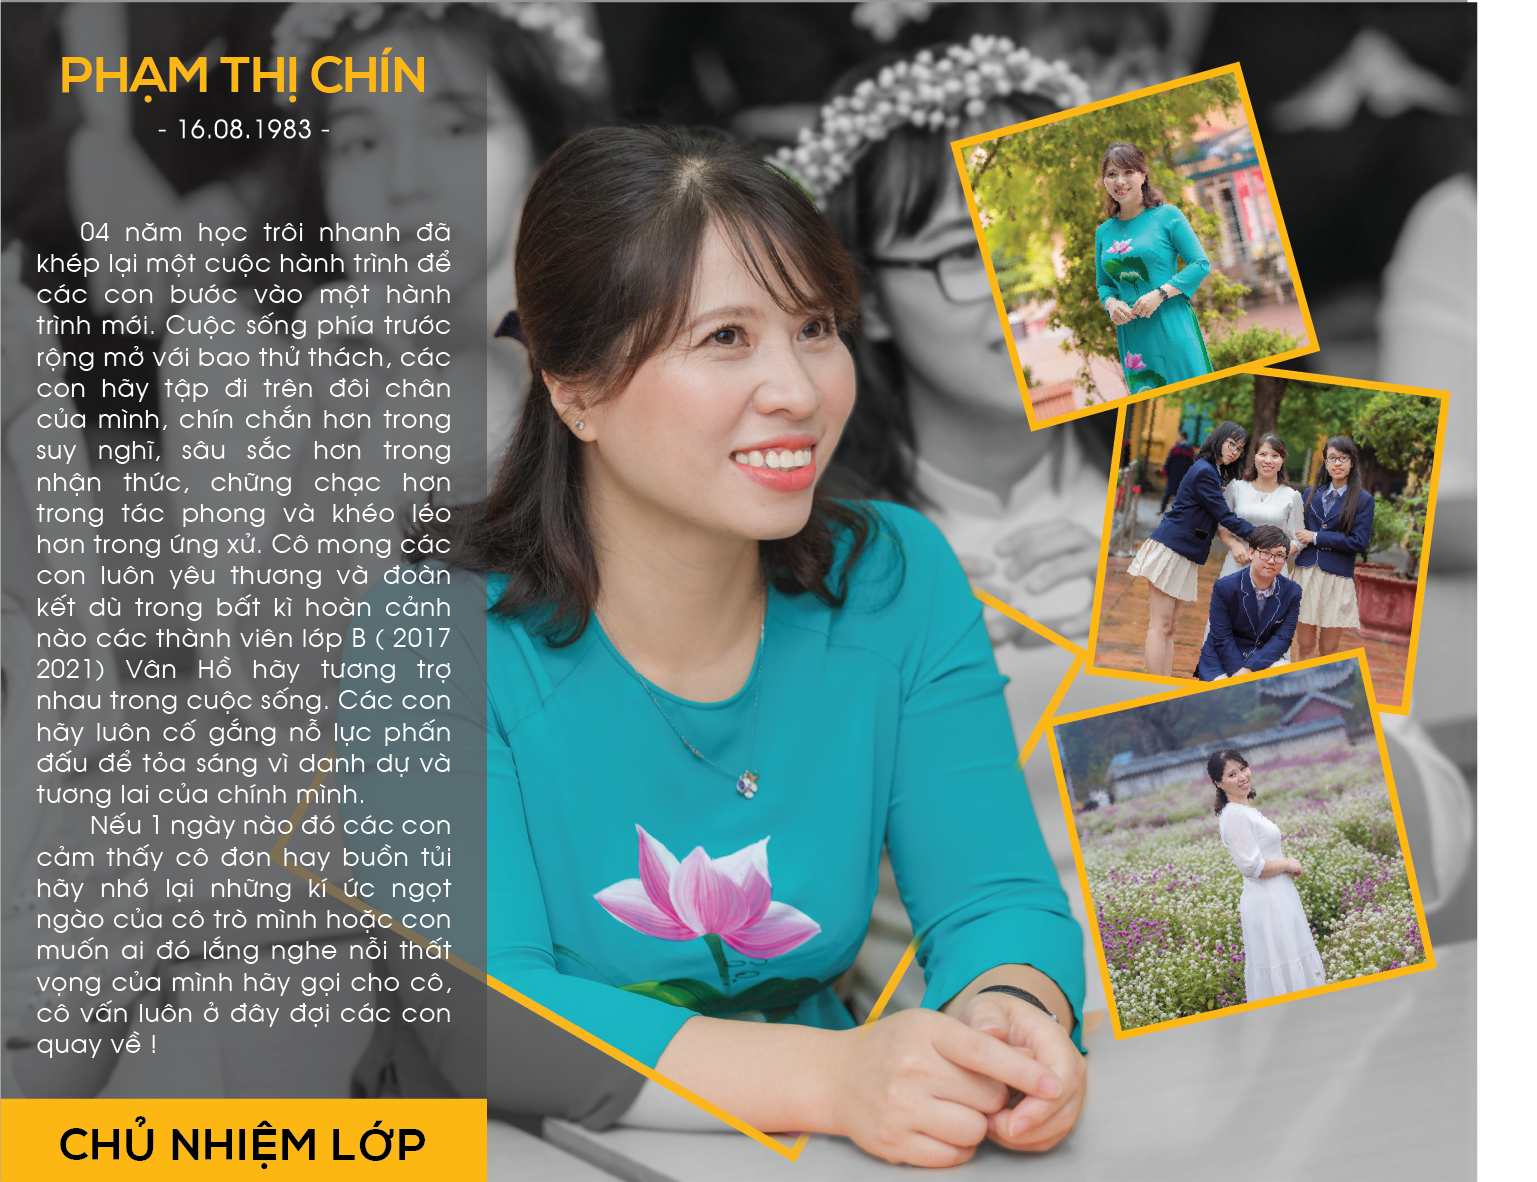 PHẠM THỊ CHÍN
- 16.08.1983 -
04 năm học trôi nhanh đã
khép lại một cuộc hành trình để
các con bước vào một hành
trình mới. Cuộc sống phía trước
rộng mở với bao thử thách, các
con hãy tập đi trên đôi chân
của mình, chín chắn hơn trong
suy nghĩ, sâu sắc hơn trong
nhận thức, chững chạc hơn
trong tác phong và khéo léo
hơn trong ứng xử. Cô mong các
con luôn yêu thương và đoàn
kết dù trong bất kì hoàn cảnh
nào các thành viên lớp B ( 2017
2021) Vân Hồ hãy tương trợ
nhau trong cuộc sống. Các con
hãy luôn cố gắng nỗ lực phấn
đấu để tỏa sáng vì danh dự và
tương lai của chính mình.
Nếu 1 ngày nào đó các con
cảm thấy cô đơn hay buồn tủi
hãy nhớ lại những kí ức ngọt
ngào của cô trò mình hoặc con
muốn ai đó lắng nghe nỗi thất
vọng của mình hãy gọi cho cô,
cô vấn luôn ở đây đợi các con
quay về !
CHỦ NHIỆM LỚP